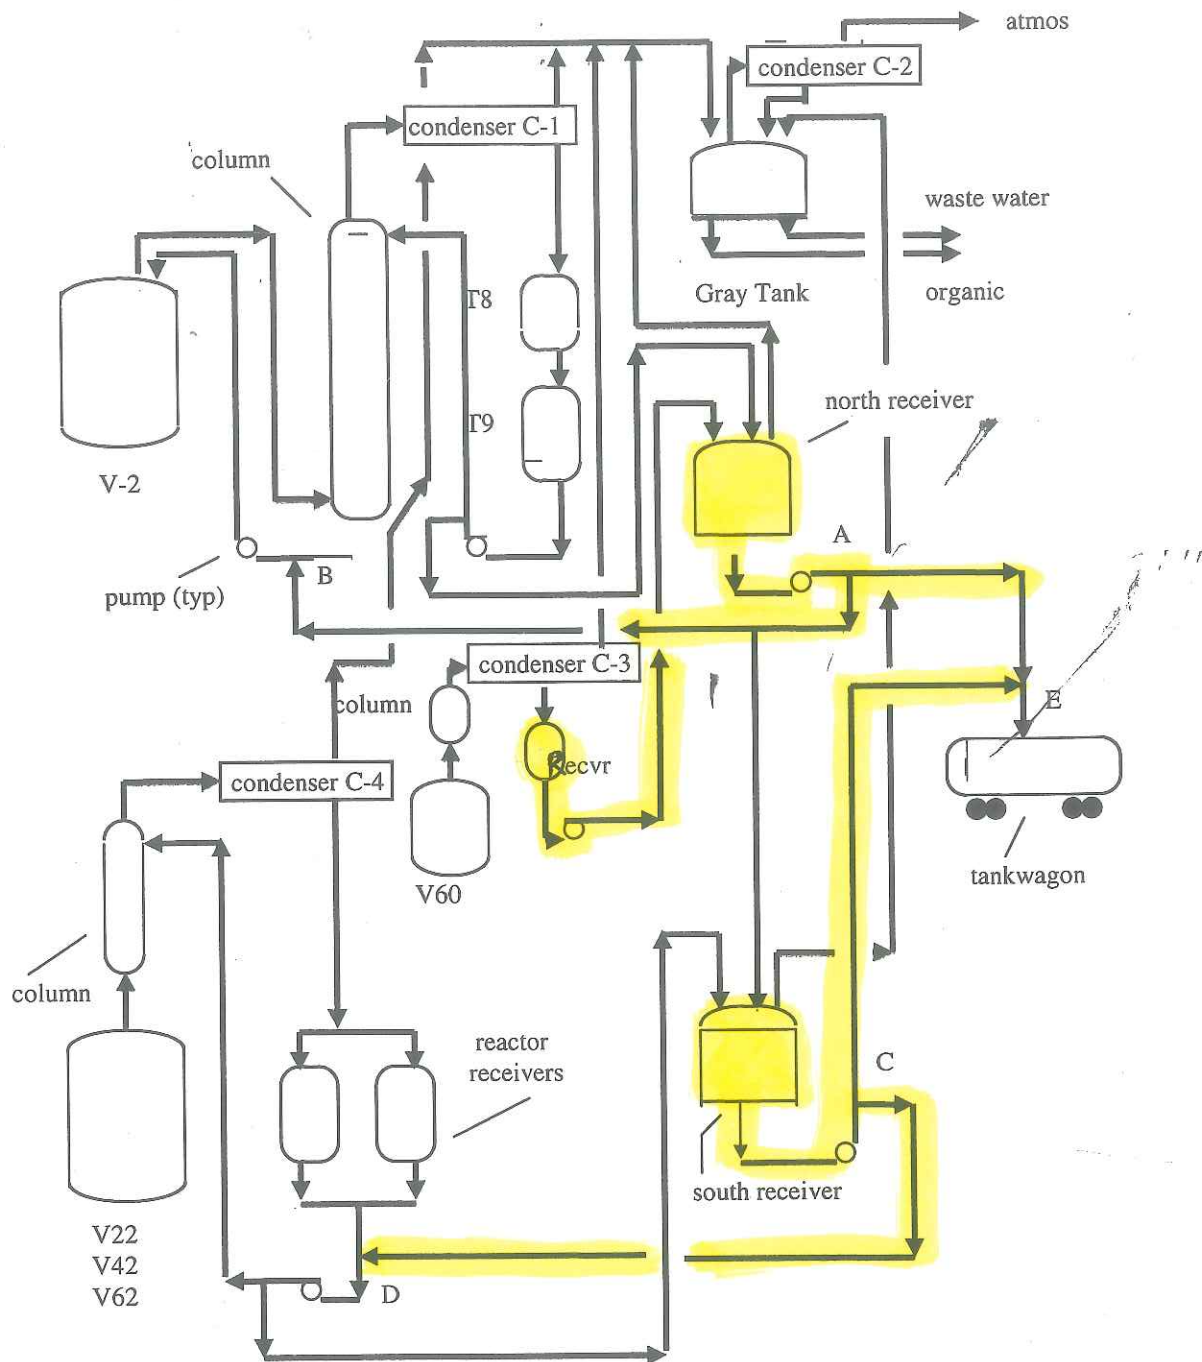 atmos
condenser C-2
condenser C-1
column
waste water
Gray Tank
organic
T8
north receiver
T9
V-2
A
B
pump (typ)
condenser C-3
column
E
Recvr
condenser C-4
V60
tankwagon
column
reactor
receivers
C
south receiver
V22
V42
V62
D